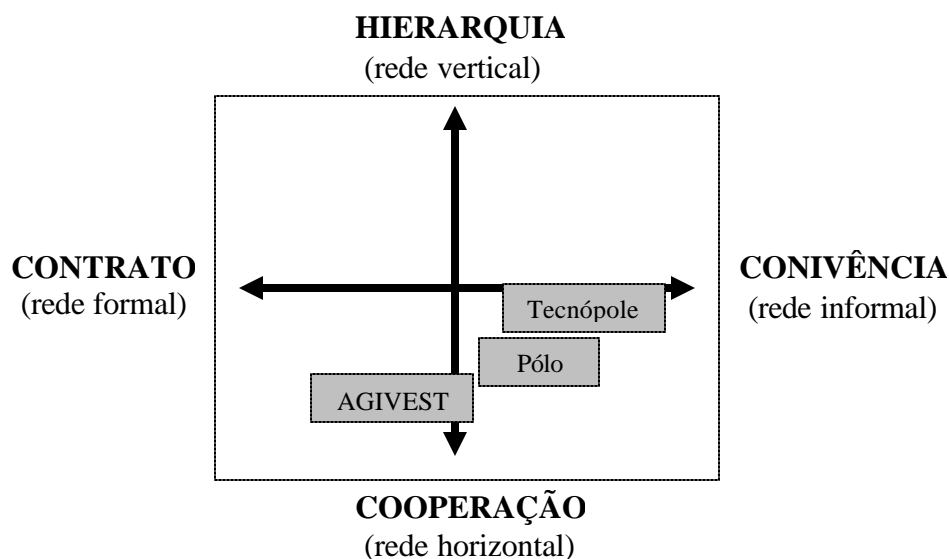 HIERARQUIA
(rede vertical)
CONTRATO
(rede formal)
CONIVÊNCIA
(rede informal)
Tecnópole
Pólo
AGIVEST
COOPERAÇÃO
(rede horizontal)